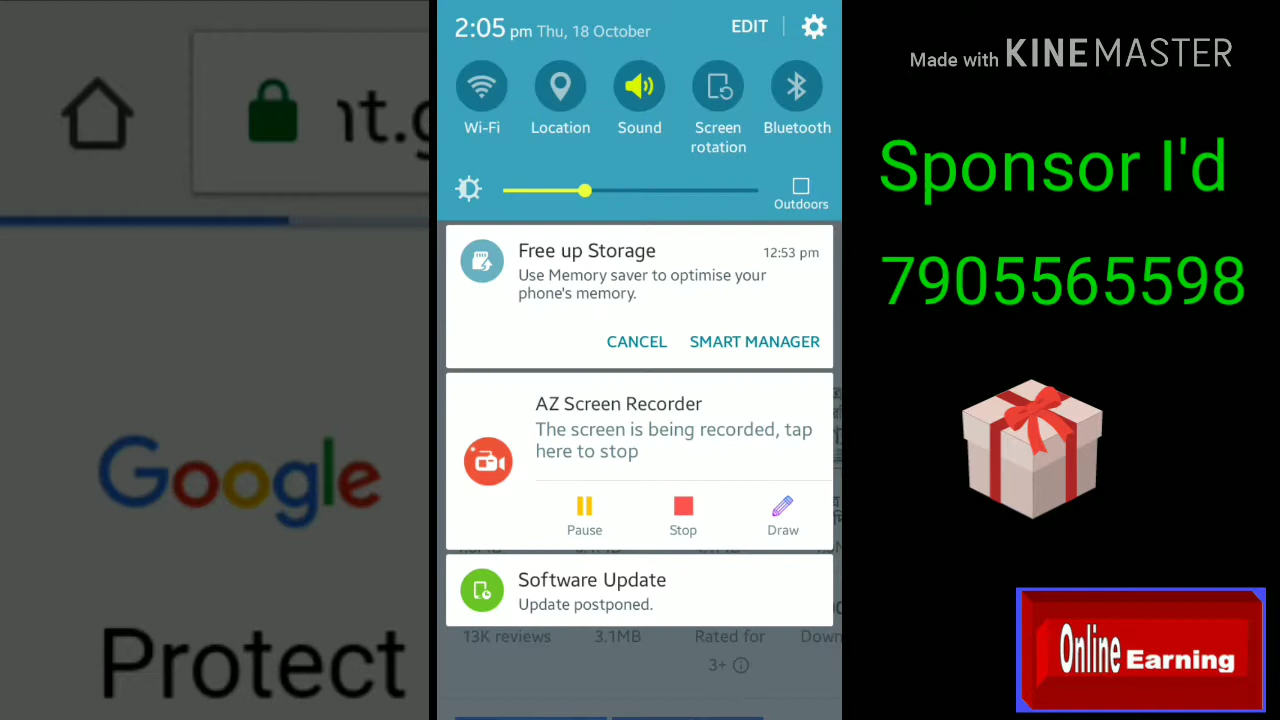 nt.g
Google
Protect
2:05 pm Thu, 18 October
EDIT
Wi-Fi
Location
Sound
Screen rotation
Bluetooth
Outdoors
Free up Storage
12:53 pm
Use Memory saver to optimise your
phone's memory.
CANCEL
SMART MANAGER
AZ Screen Recorder
The screen is being recorded, tap
here to stop
Pause
Stop
Draw
Software Update
Update postponed.
13K reviews
3.1MB
Rated for
3+
Down
Made with KINEMASTER
Sponsor I'd
7905565598
Online Earning